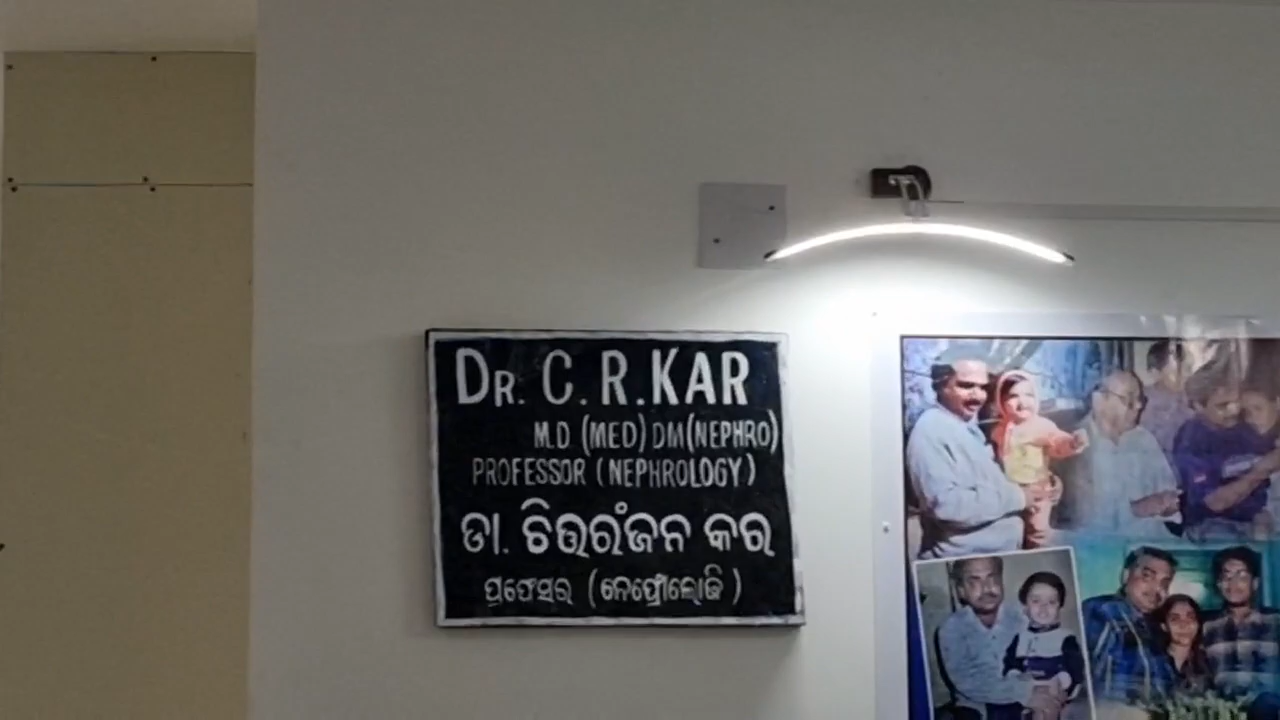 DR. C. R. KAR
M.D (MED) DM(NEPHRO)
PROFESSOR (NEPHROLOGY)
ଡା. ଚିତ୍ତରଂଜନ କର
ପ୍ରଫେସର (ନେଫ୍ରୋଲୋଜି)